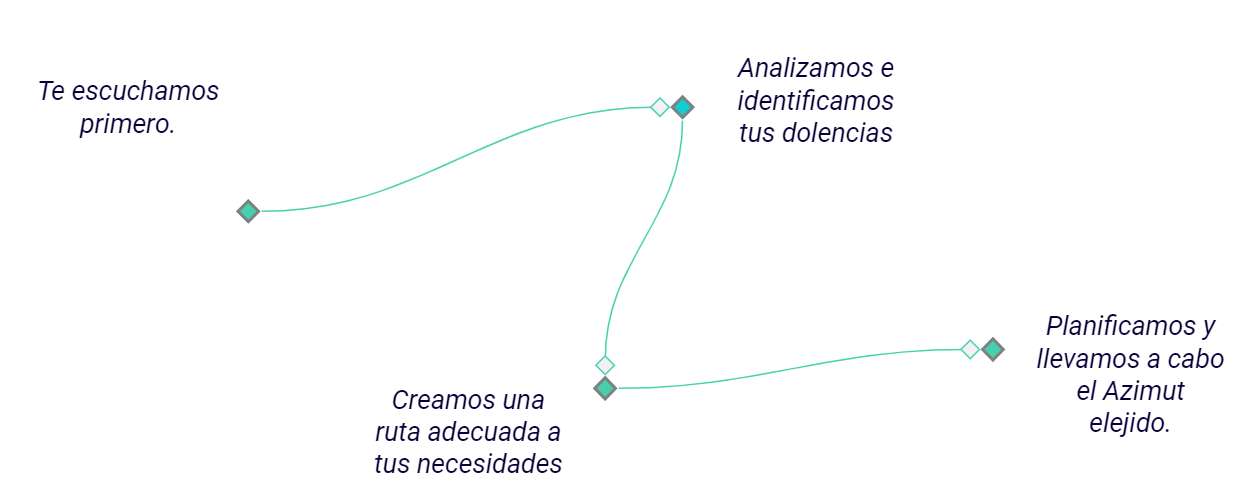 Te escuchamos
primero.
Analizamos e
identificamos
tus dolencias
Creamos una
ruta adecuada a
tus necesidades
Planificamos y
llevamos a cabo
el Azimut
elejido.